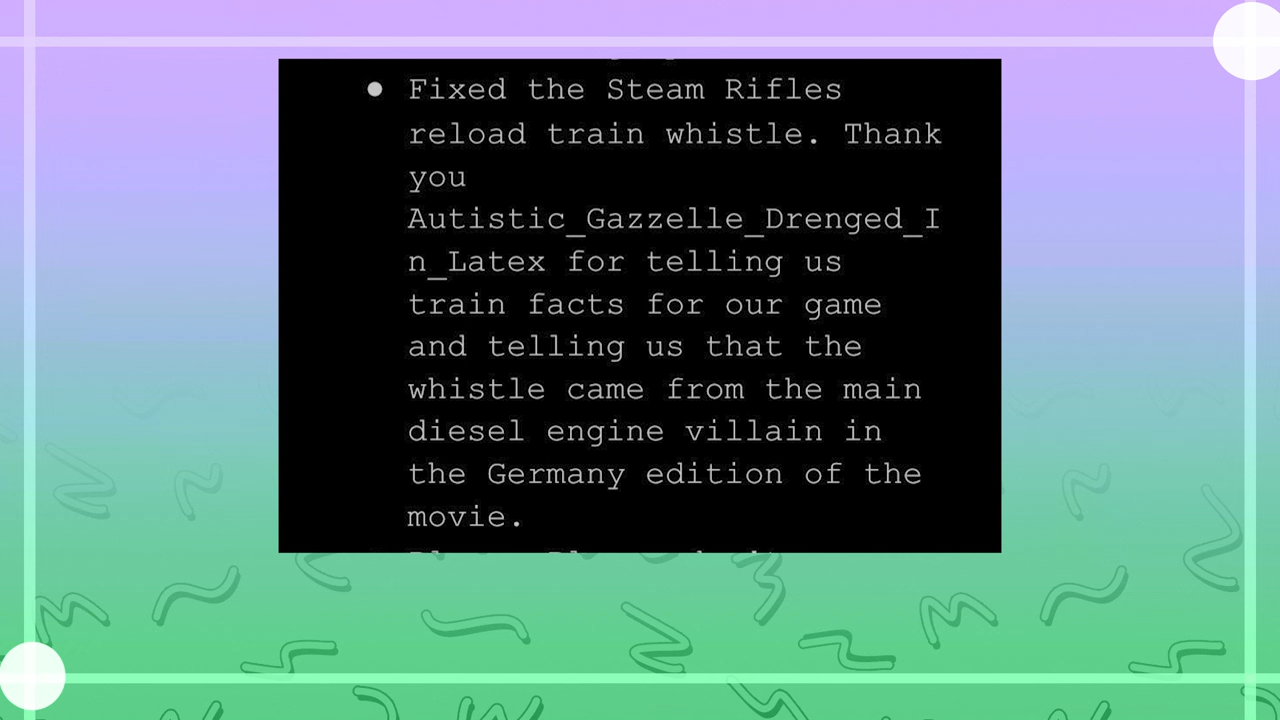 ● Fixed the Steam Rifles
reload train whistle. Thank
you
Autistic_Gazzelle_Drenged_I
n_Latex for telling us
train facts for our game
and telling us that the
whistle came from the main
diesel engine villain in
the Germany edition of the
movie.